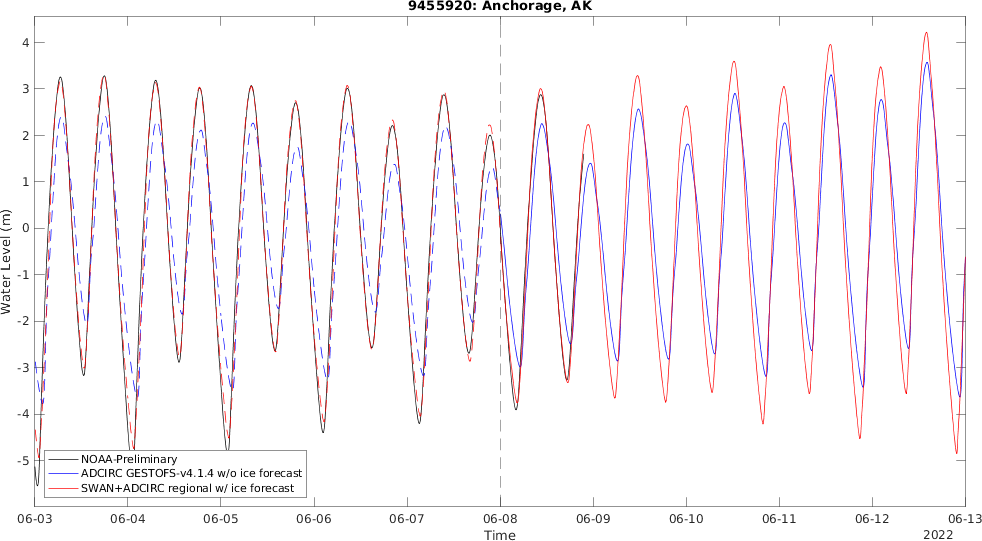 9455920: Anchorage, AK
Water Level (m)
4
3
2
1
0
-1
-2
-3
-4
-5
NOAA-Preliminary
ADCIRC GESTOFS-v4.1.4 w/o ice forecast
SWAN+ADCIRC regional w/ ice forecast
06-03 06-04 06-05 06-06 06-07 06-08 06-09 06-10 06-11 06-12 06-13
Time
2022